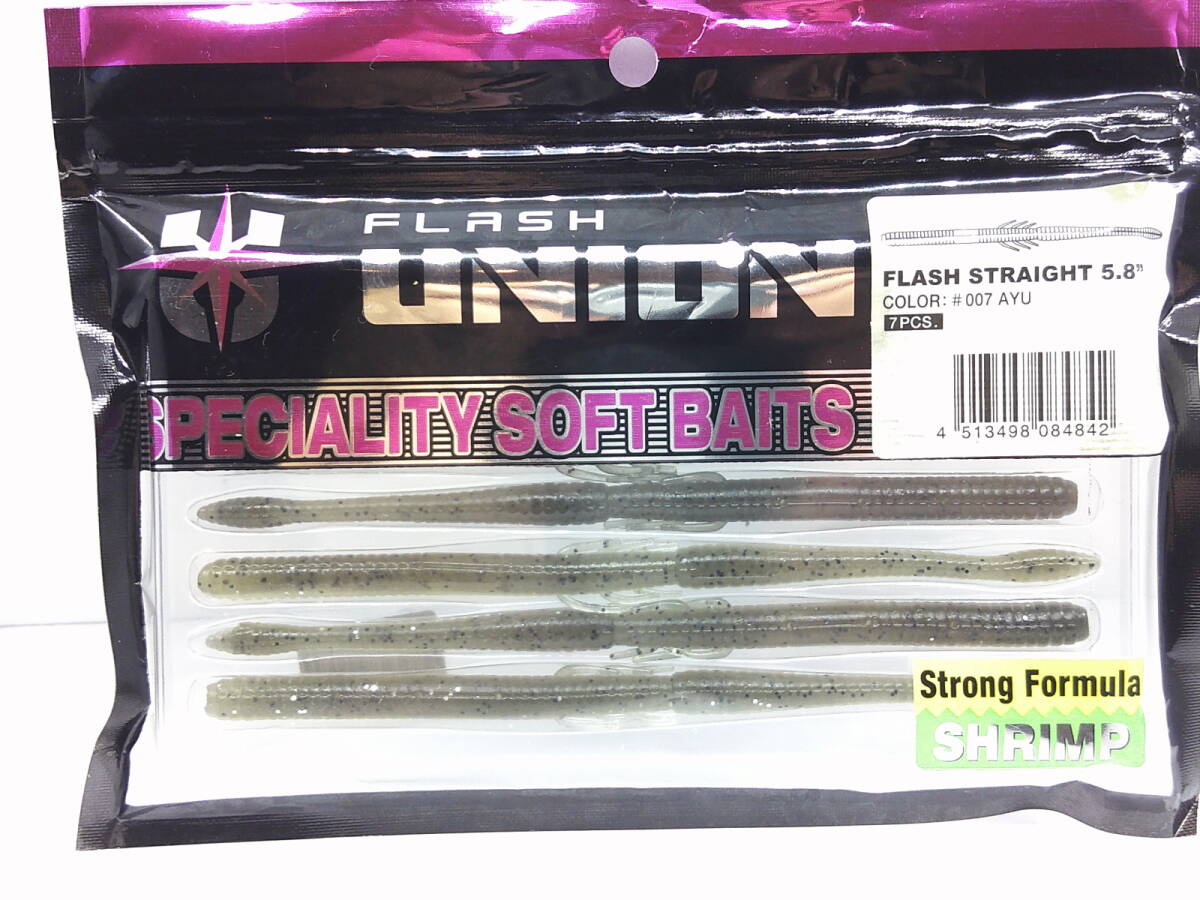 FLASH
UNION
SPECIALITY SOFT BAITS
FLASH STRAIGHT 5.8"
COLOR: #007 AYU
7PCS.
4 513498 084842
Strong Formula
SHRIMP